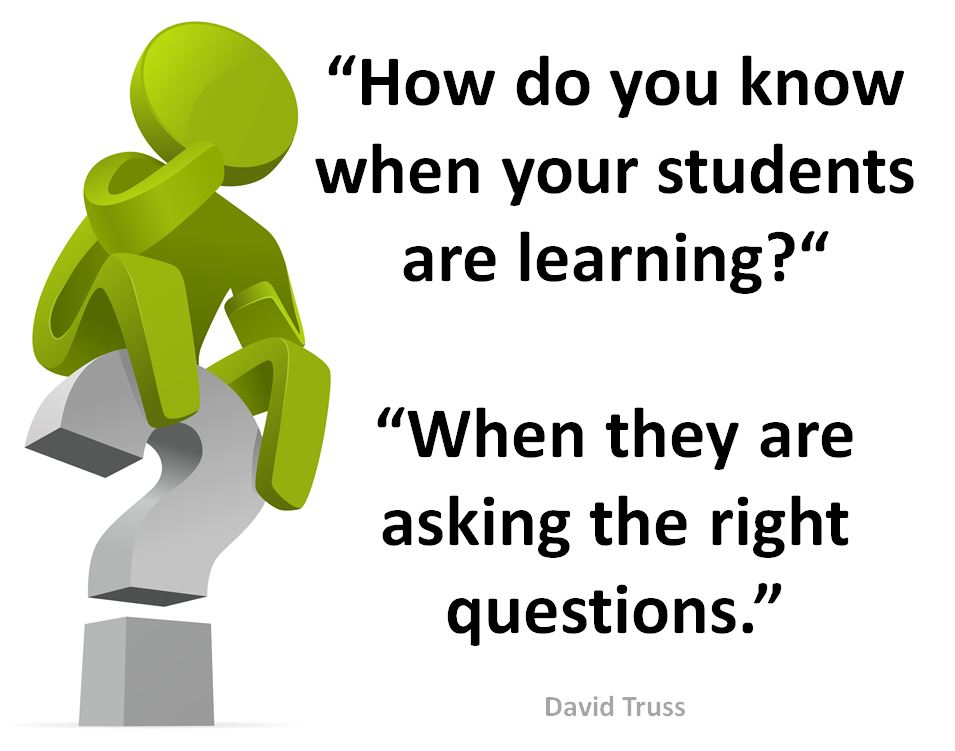 “How do you know
when your students
are learning?“
“When they are
asking the right
questions.”
David Truss